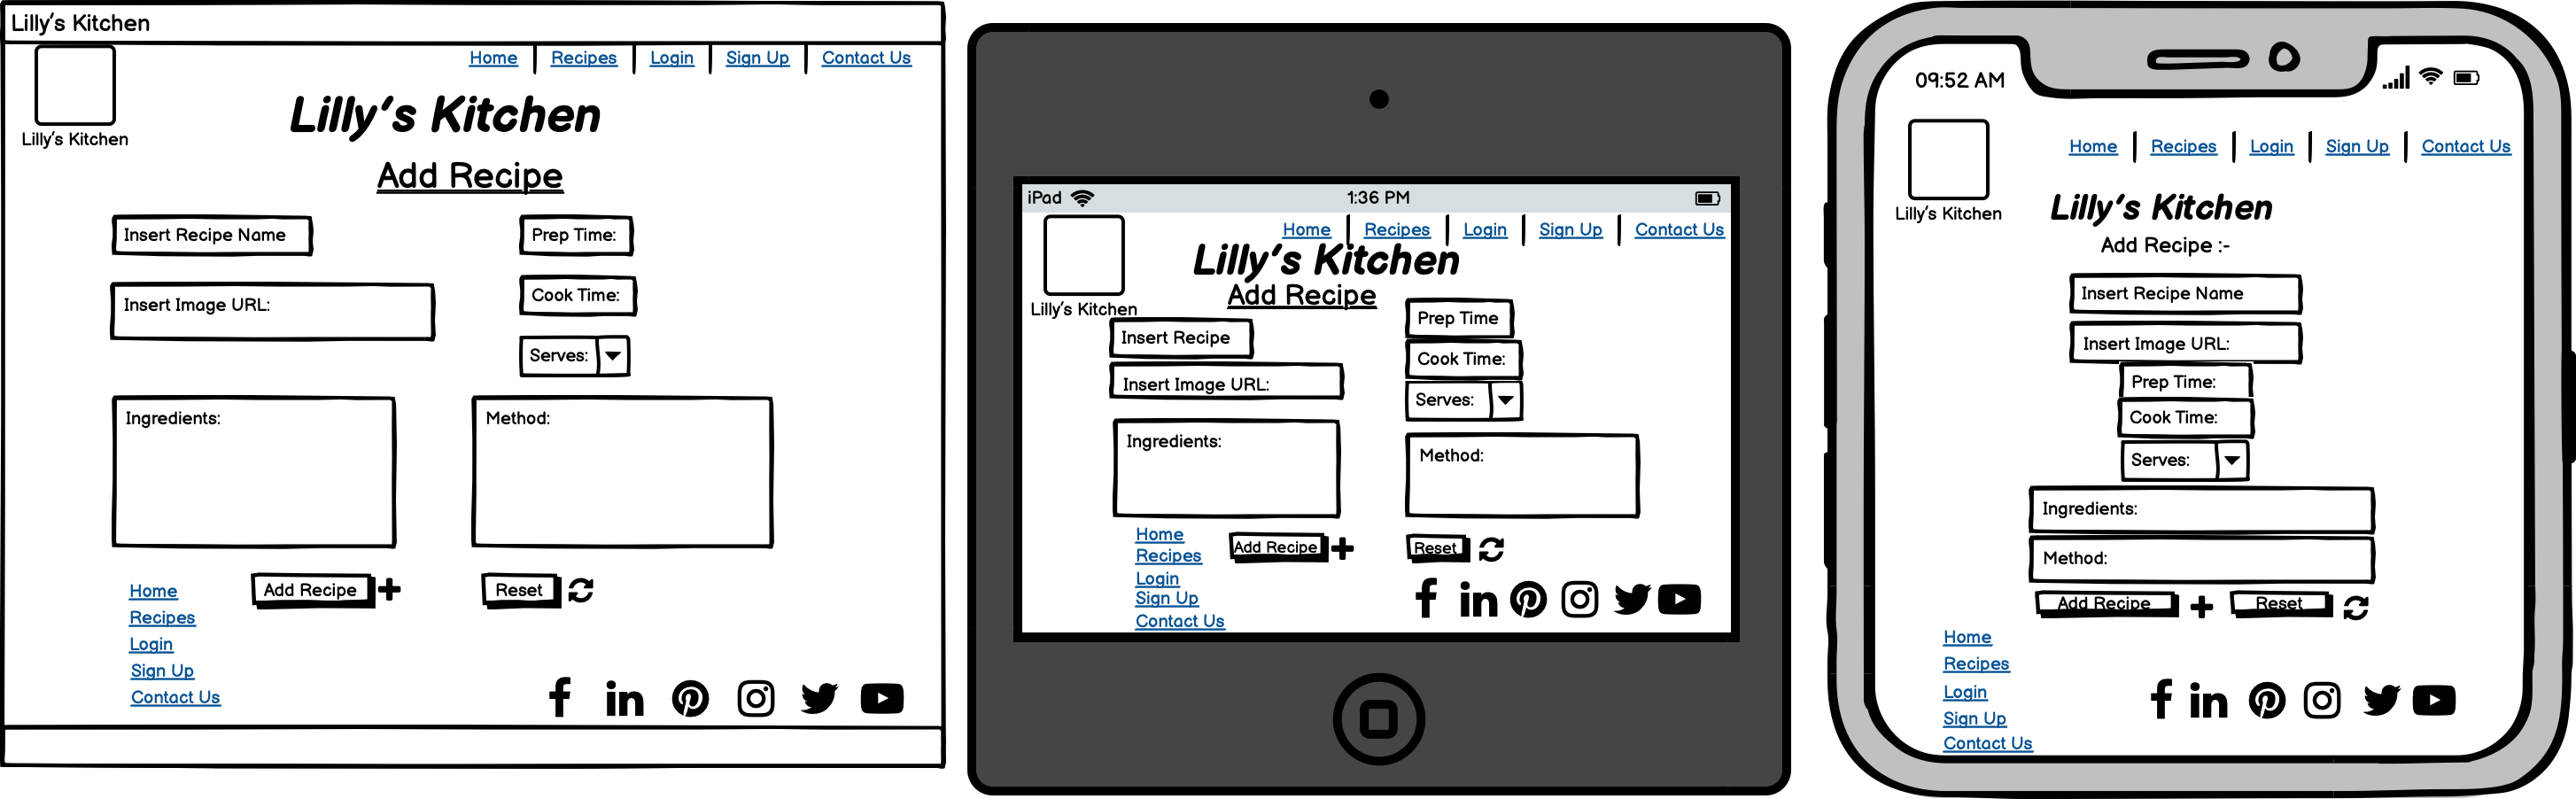 Lilly's Kitchen
Home Recipes Login Sign Up Contact Us
Lilly's Kitchen
Lilly's Kitchen
Add Recipe
Insert Recipe Name
Prep Time:
Insert Image URL:
Cook Time:
Serves:
Ingredients:
Method:
Add Recipe
Reset
Home
Recipes
Login
Sign Up
Contact Us
iPad 1:36 PM
Home Recipes Login Sign Up Contact Us
Lilly's Kitchen
Lilly's Kitchen
Add Recipe
Insert Recipe
Prep Time
Insert Image URL:
Cook Time:
Serves:
Ingredients:
Method:
Add Recipe
Reset
Home
Recipes
Login
Sign Up
Contact Us
09:52 AM
Home Recipes Login Sign Up Contact Us
Lilly's Kitchen
Lilly's Kitchen
Add Recipe :-
Insert Recipe Name
Insert Image URL:
Prep Time:
Cook Time:
Serves:
Ingredients:
Method:
Add Recipe
Reset
Home
Recipes
Login
Sign Up
Contact Us